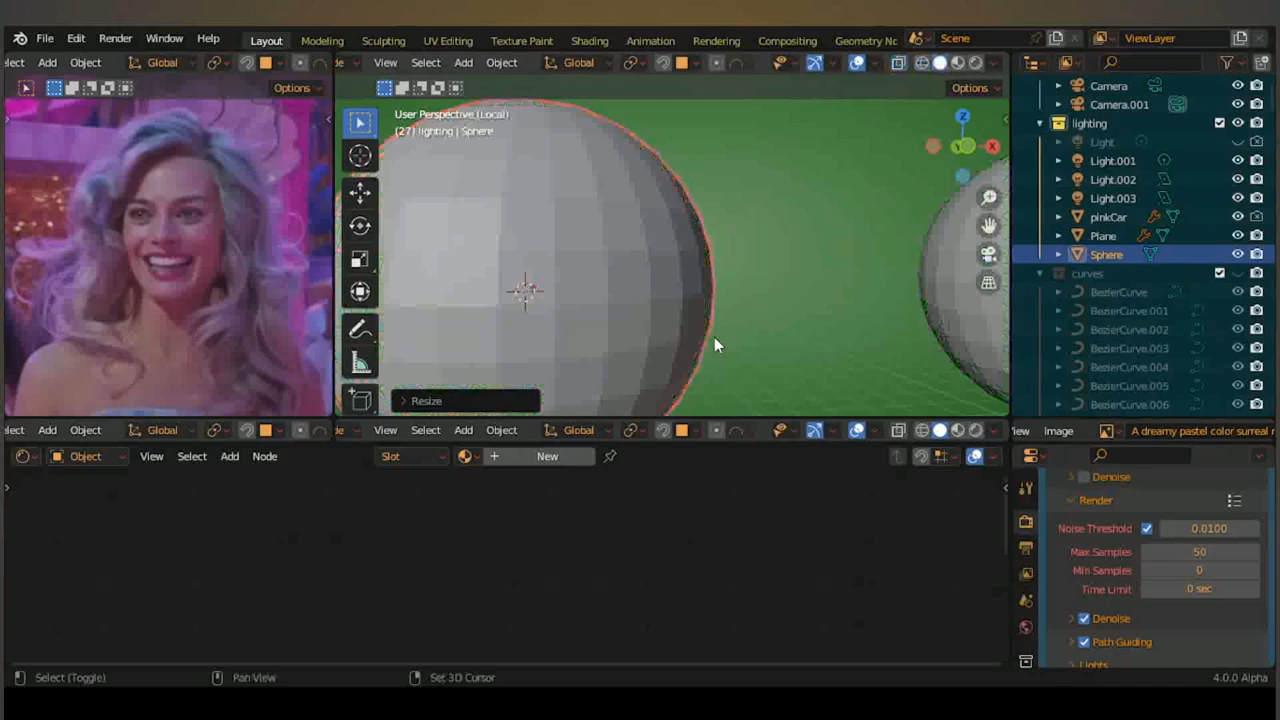 File Edit Render Window Help Layout Modeling Sculpting UV Editing Texture Paint Shading Animation Rendering Compositing Geometry Nc Scene ViewLayer
elect Add Object Global View Select Add Object Global
Options Options
User Perspective (Local)
(27) lighting | Sphere
Z
X
Y
Resize
Camera
Camera.001
lighting
Light
Light.001
Light.002
Light.003
pinkCar
Plane
Sphere
curves
BezierCurve
BezierCurve.001
BezierCurve.002
BezierCurve.003
BezierCurve.004
BezierCurve.005
BezierCurve.006
elect Add Object Global View Select Add Object Global
View Image A dreamy pastel color surreal r
Object View Select Add Node Slot New
Denoise
Render
Noise Threshold 0.0100
Max Samples 50
Min Samples 0
Time Limit 0 sec
Denoise
Path Guiding
Lights
Select (Toggle) Pan View Set 3D Cursor 4.0.0 Alpha